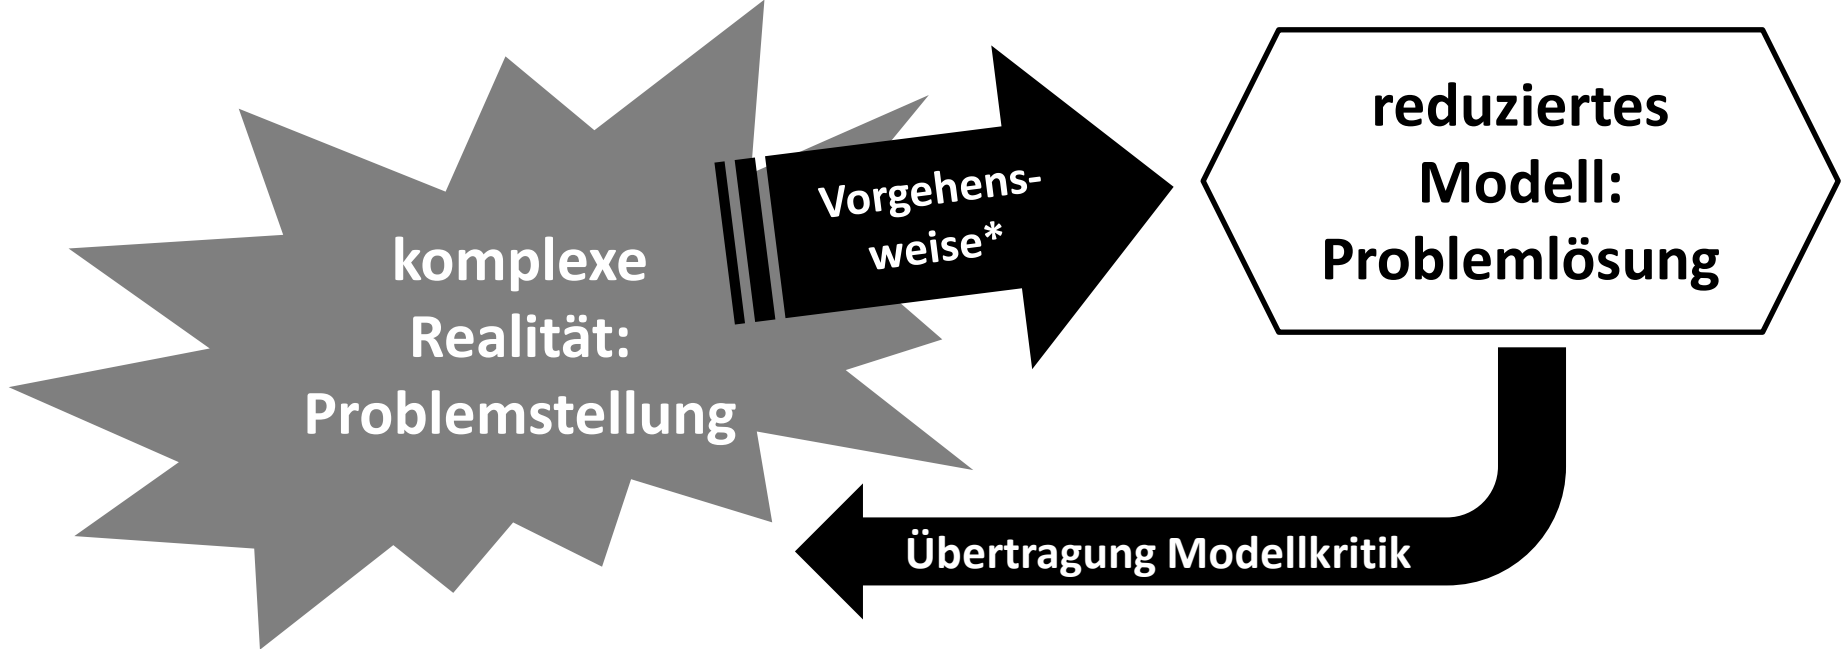 komplexe
Realität:
Problemstellung
Vorgehens-
weise*
reduziertes
Modell:
Problemlösung
Übertragung Modellkritik